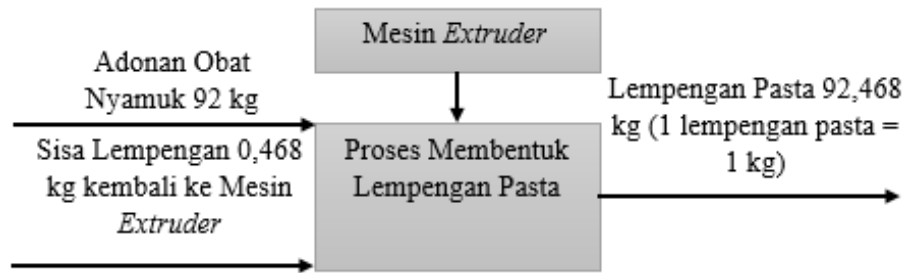 Mesin Extruder
Adonan Obat
Nyamuk 92 kg
Sisa Lempengan 0,468
kg kembali ke Mesin
Extruder
Proses Membentuk
Lempengan Pasta
Lempengan Pasta 92,468
kg (1 lempengan pasta =
1 kg)